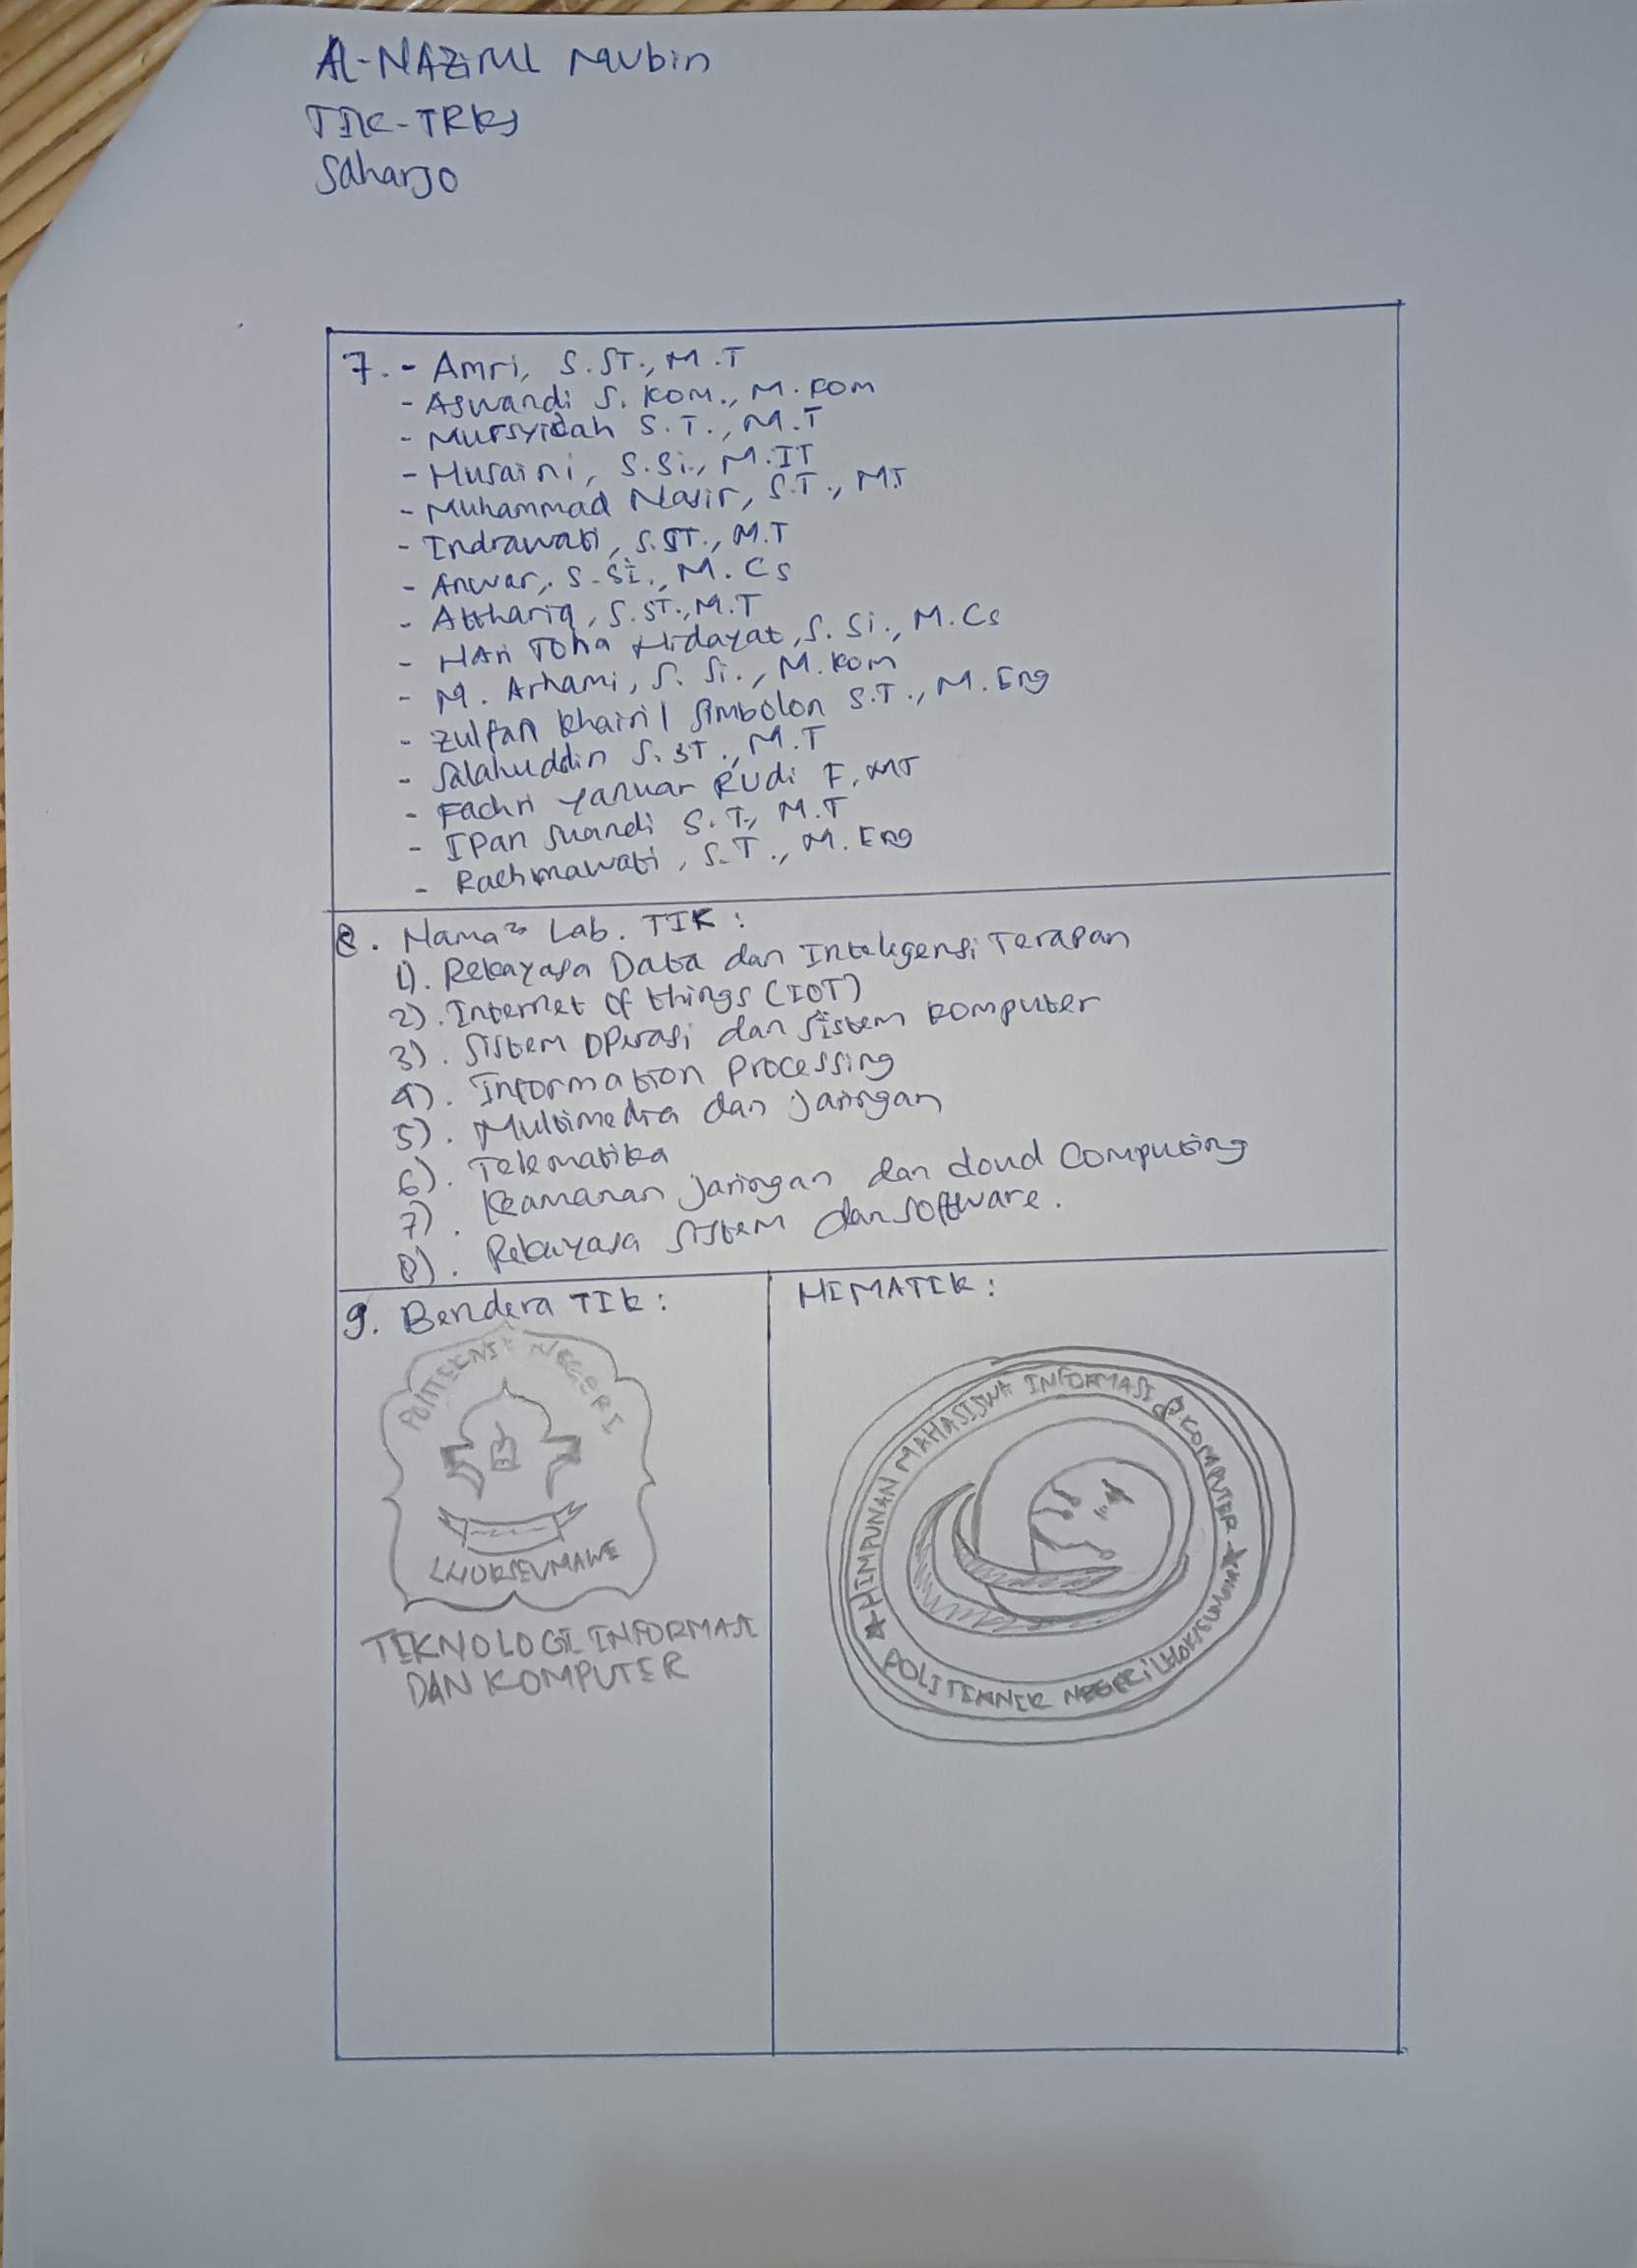 Al-NAZirul Mubin
TIK-TRKJ
Saharjo
7. - Amri, S.ST., M.T
- Aswandi S. Kom., M. Kom
- Mursyidah S.T., M.T
- Husaini, S.Si., M.IT
- Muhammad Nasir, S.T., MT
- Indrawati, S.ST., M.T
- Anwar, S.Si., M.Cs
- Atthariq, S.ST., M.T
- HAri Toha Hidayat, S. Si., M.Cs
- M. Arhami, S. Si., M. Kom
- Zulfan Khairil Simbolon S.T., M. Eng
- Salahuddin S.ST., M.T
- Fachri Yanuar Rudi F, MT
- Ipan Suandi S.T, M.T
- Rachmawati, S.T., M. Eng
8. Nama² Lab. TIK :
1). Rekayasa Data dan Inteligensi Terapan
2). Internet of things (IOT)
3). Sistem Operasi dan Sistem Komputer
4). Information Processing
5). Multimedia dan Jaringan
6). Telematika
7). Keamanan jaringan dan cloud Computing
8). Rekayasa Sistem dan software.
9. Bendera TIK :
POLITEKNIK NEGERI
LHOKSEUMAWE
TEKNOLOGI INFORMASI
DAN KOMPUTER
HIMATIK :
HIMPUNAN MAHASISWA INFORMASI & KOMPUTER
POLITEKNIK NEGERI LHOKSEUMAWE